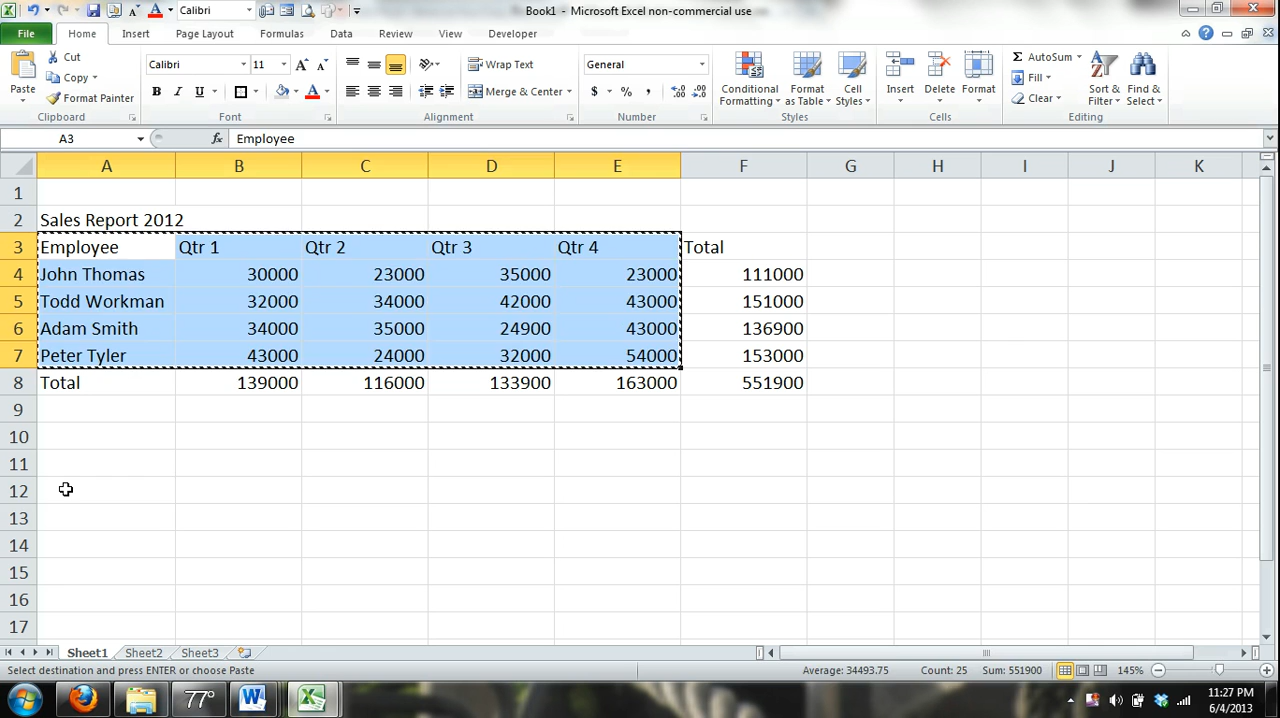 Calibri
Book1 - Microsoft Excel non-commercial use
File Home Insert Page Layout Formulas Data Review View Developer
Paste
Cut
Copy
Format Painter
Clipboard
Calibri 11
B I U A
Font
Wrap Text
Merge & Center
Alignment
General
$ % ,
Number
Conditional Formatting
Format as Table
Cell Styles
Styles
Insert Delete Format
Cells
Σ AutoSum
Fill
Clear
Sort & Filter
Find & Select
Editing
A3 fx Employee
A B C D E F G H I J K
1
2 Sales Report 2012
3 Employee Qtr 1 Qtr 2 Qtr 3 Qtr 4 Total
4 John Thomas 30000 23000 35000 23000 111000
5 Todd Workman 32000 34000 42000 43000 151000
6 Adam Smith 34000 35000 24900 43000 136900
7 Peter Tyler 43000 24000 32000 54000 153000
8 Total 139000 116000 133900 163000 551900
9
10
11
12
13
14
15
16
17
Sheet1 Sheet2 Sheet3
Select destination and press ENTER or choose Paste Average: 34493.75 Count: 25 Sum: 551900 145%
77°
11:27 PM
6/4/2013